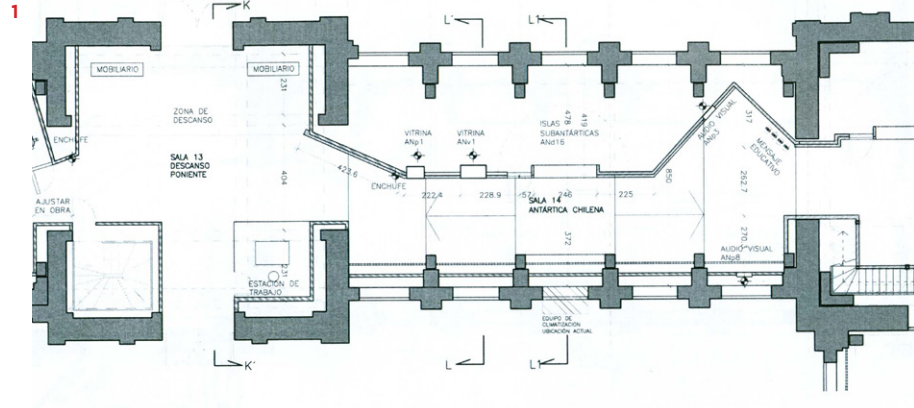 1
K
L'
L1'
MOBILIARIO
MOBILIARIO
231
ZONA DE
DESCANSO
ENCHUFE
SALA 13
DESCANSO
PONIENTE
404
423.6
ENCHUFE
VITRINA
ANp1
VITRINA
ANv1
478
419
ISLAS
SUBANTÁRTICAS
ANd16
AUDIO VISUAL
ANp3
317
MENSAJE
EDUCATIVO
222.4
228.9
57
246
225
850
262.7
SALA 14
ANTÁRTICA CHILENA
372
270
AUDIO VISUAL
ANp8
AJUSTAR
EN OBRA
231
ESTACIÓN DE
TRABAJO
EQUIPO DE
CLIMATIZACIÓN
UBICACIÓN ACTUAL
K'
L
L1